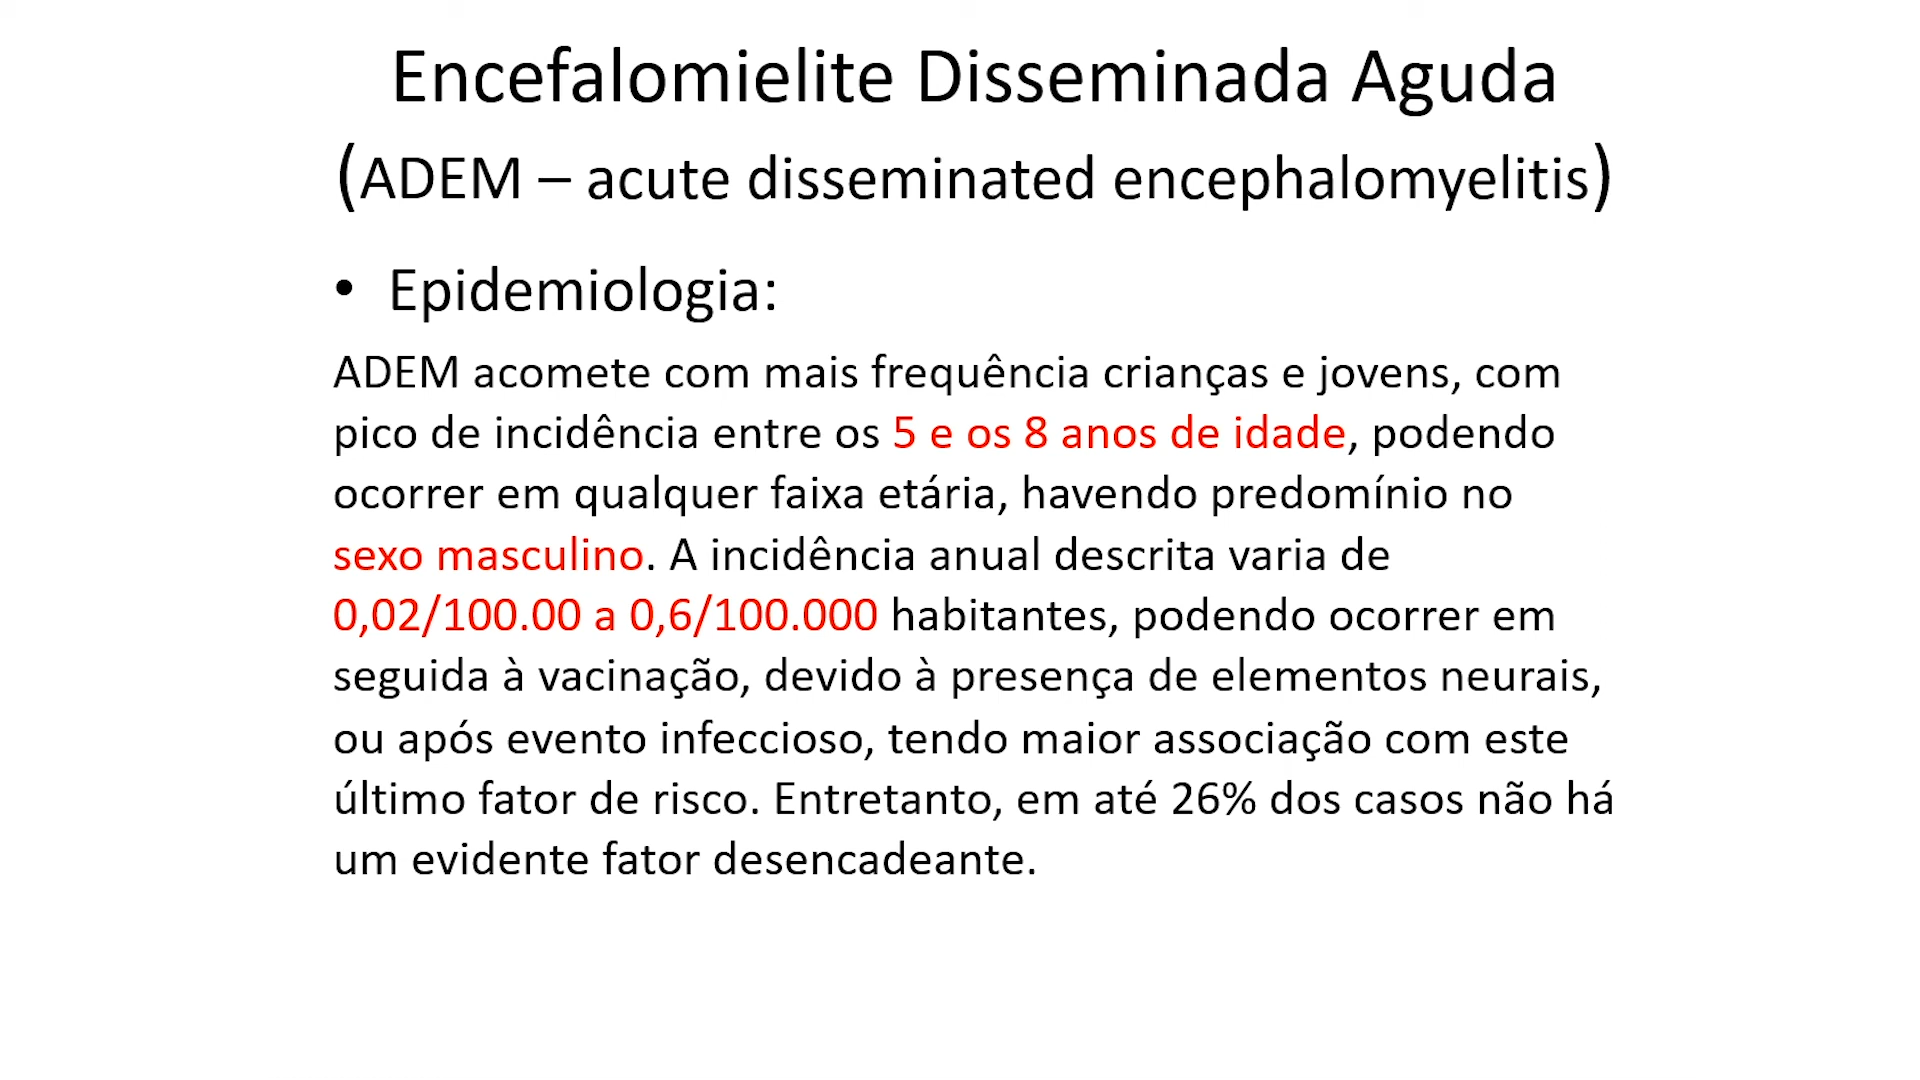 Encefalomielite Disseminada Aguda
(ADEM – acute disseminated encephalomyelitis)
• Epidemiologia:
ADEM acomete com mais frequência crianças e jovens, com
pico de incidência entre os 5 e os 8 anos de idade, podendo
ocorrer em qualquer faixa etária, havendo predomínio no
sexo masculino. A incidência anual descrita varia de
0,02/100.00 a 0,6/100.000 habitantes, podendo ocorrer em
seguida à vacinação, devido à presença de elementos neurais,
ou após evento infeccioso, tendo maior associação com este
último fator de risco. Entretanto, em até 26% dos casos não há
um evidente fator desencadeante.